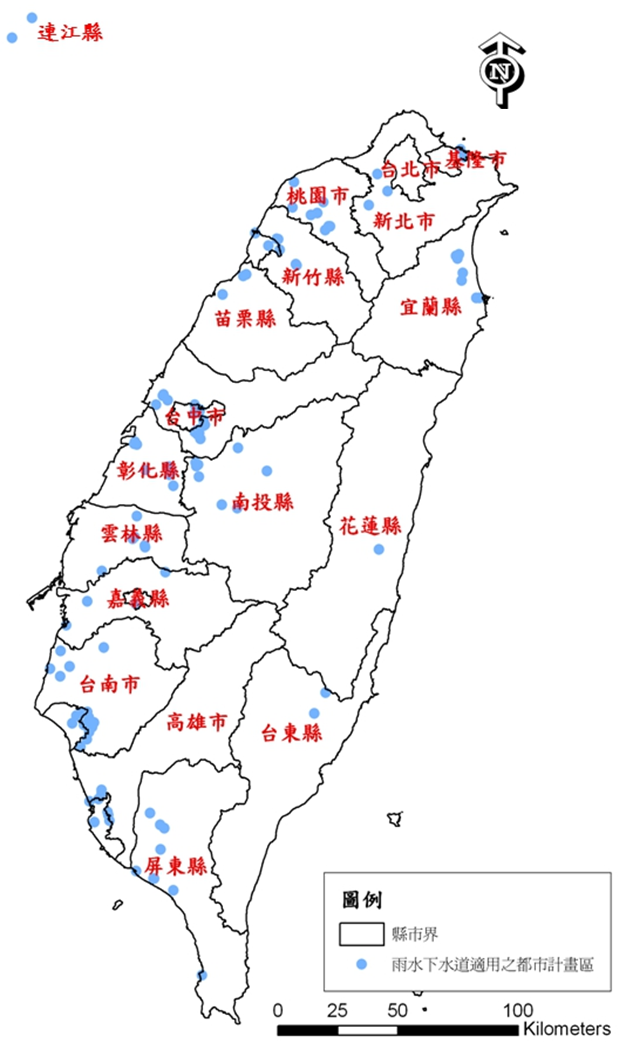 連江縣
N
基隆市
台北市
桃園市
新北市
新竹縣
宜蘭縣
苗栗縣
台中市
彰化縣
南投縣
花蓮縣
雲林縣
嘉義縣
台南市
高雄市
台東縣
屏東縣
圖例
縣市界
雨水下水道適用之都市計畫區
0 25 50 100
Kilometers